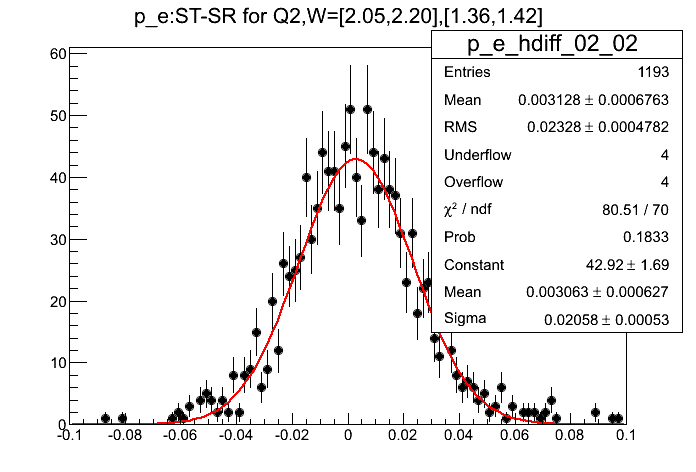 p_e:ST-SR for Q2,W=[2.05,2.20],[1.36,1.42]
p_e_hdiff_02_02
Entries 1193
Mean 0.003128 ± 0.0006763
RMS 0.02328 ± 0.0004782
Underflow 4
Overflow 4
χ² / ndf 80.51 / 70
Prob 0.1833
Constant 42.92 ± 1.69
Mean 0.003063 ± 0.000627
Sigma 0.02058 ± 0.00053
60
50
40
30
20
10
0
-0.1 -0.08 -0.06 -0.04 -0.02 0 0.02 0.04 0.06 0.08 0.1